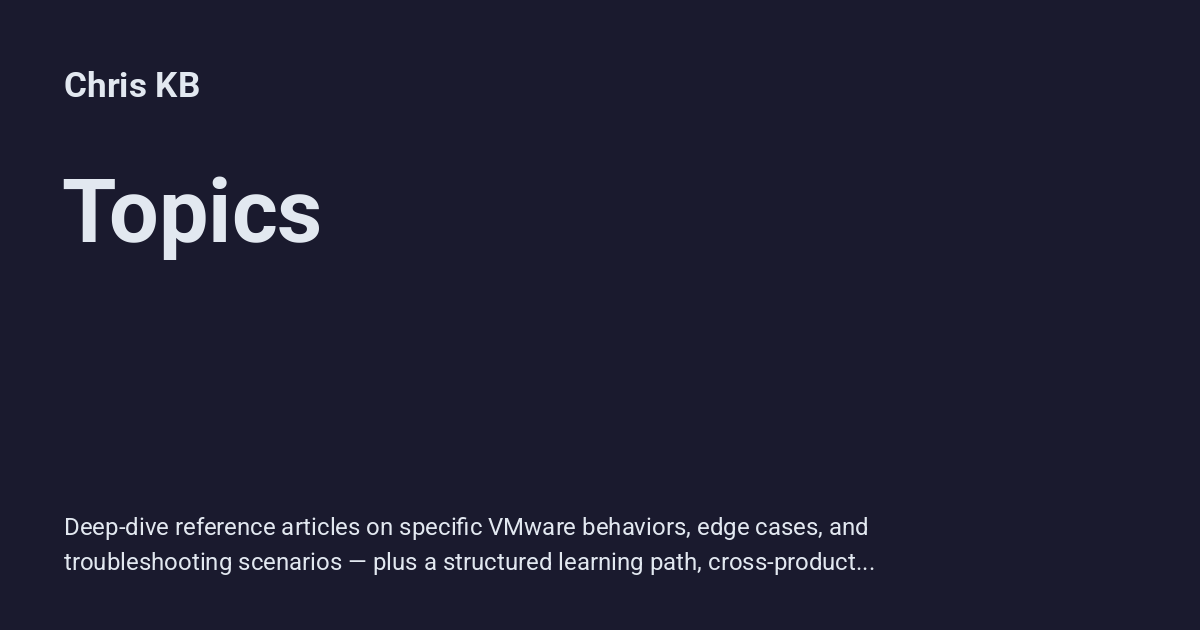 Chris KB
Topics
Deep-dive reference articles on specific VMware behaviors, edge cases, and
troubleshooting scenarios — plus a structured learning path, cross-product...